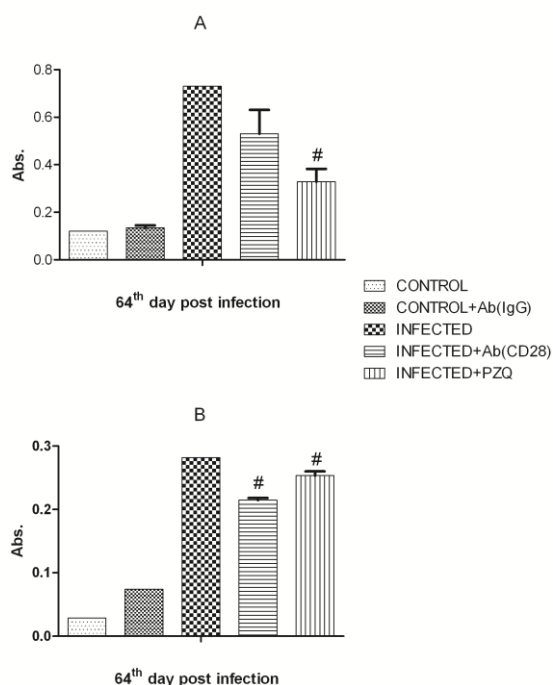 A
0.8
0.6
0.4
0.2
0.0
Abs.
#
64th day post infection
CONTROL
CONTROL+Ab(IgG)
INFECTED
INFECTED+Ab(CD28)
INFECTED+PZQ
B
0.3
0.2
0.1
0.0
Abs.
#
#
64th day post infection